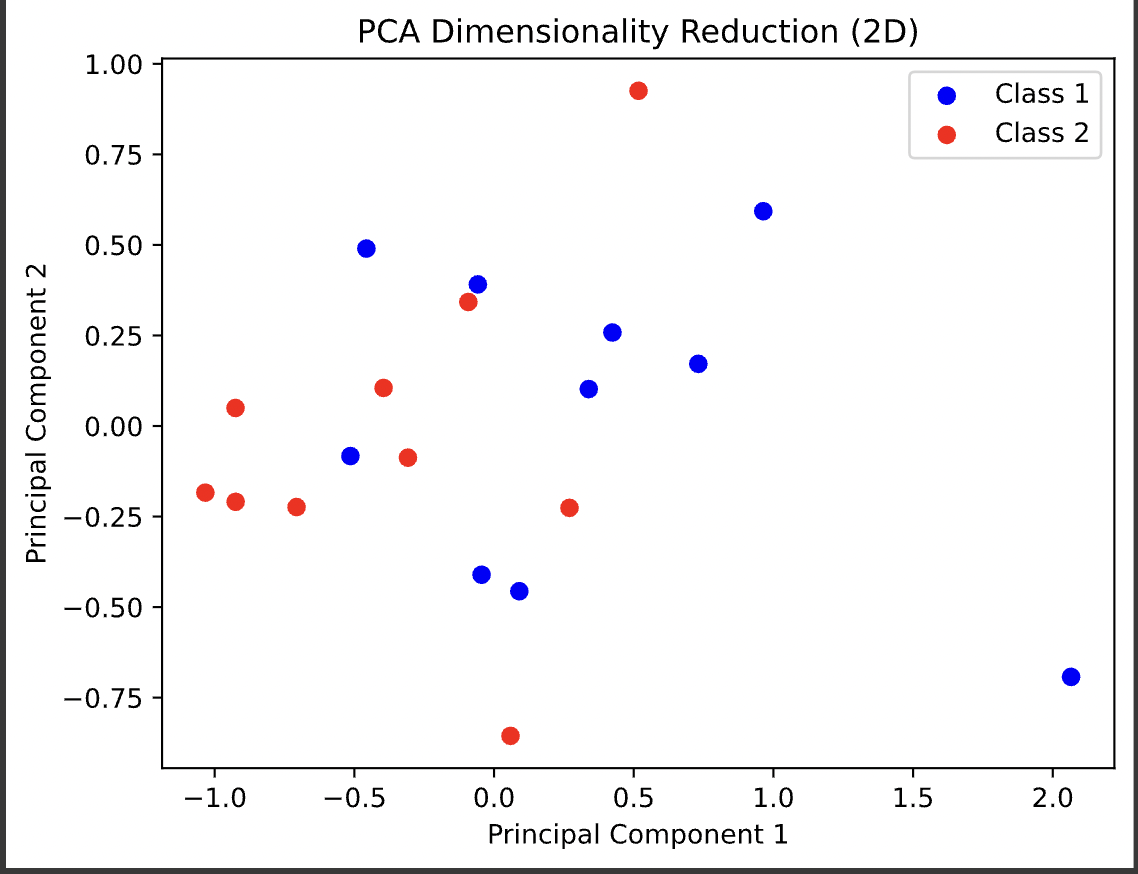 PCA Dimensionality Reduction (2D)
Class 1
Class 2
1.00
0.75
0.50
0.25
0.00
−0.25
−0.50
−0.75
Principal Component 2
−1.0 −0.5 0.0 0.5 1.0 1.5 2.0
Principal Component 1